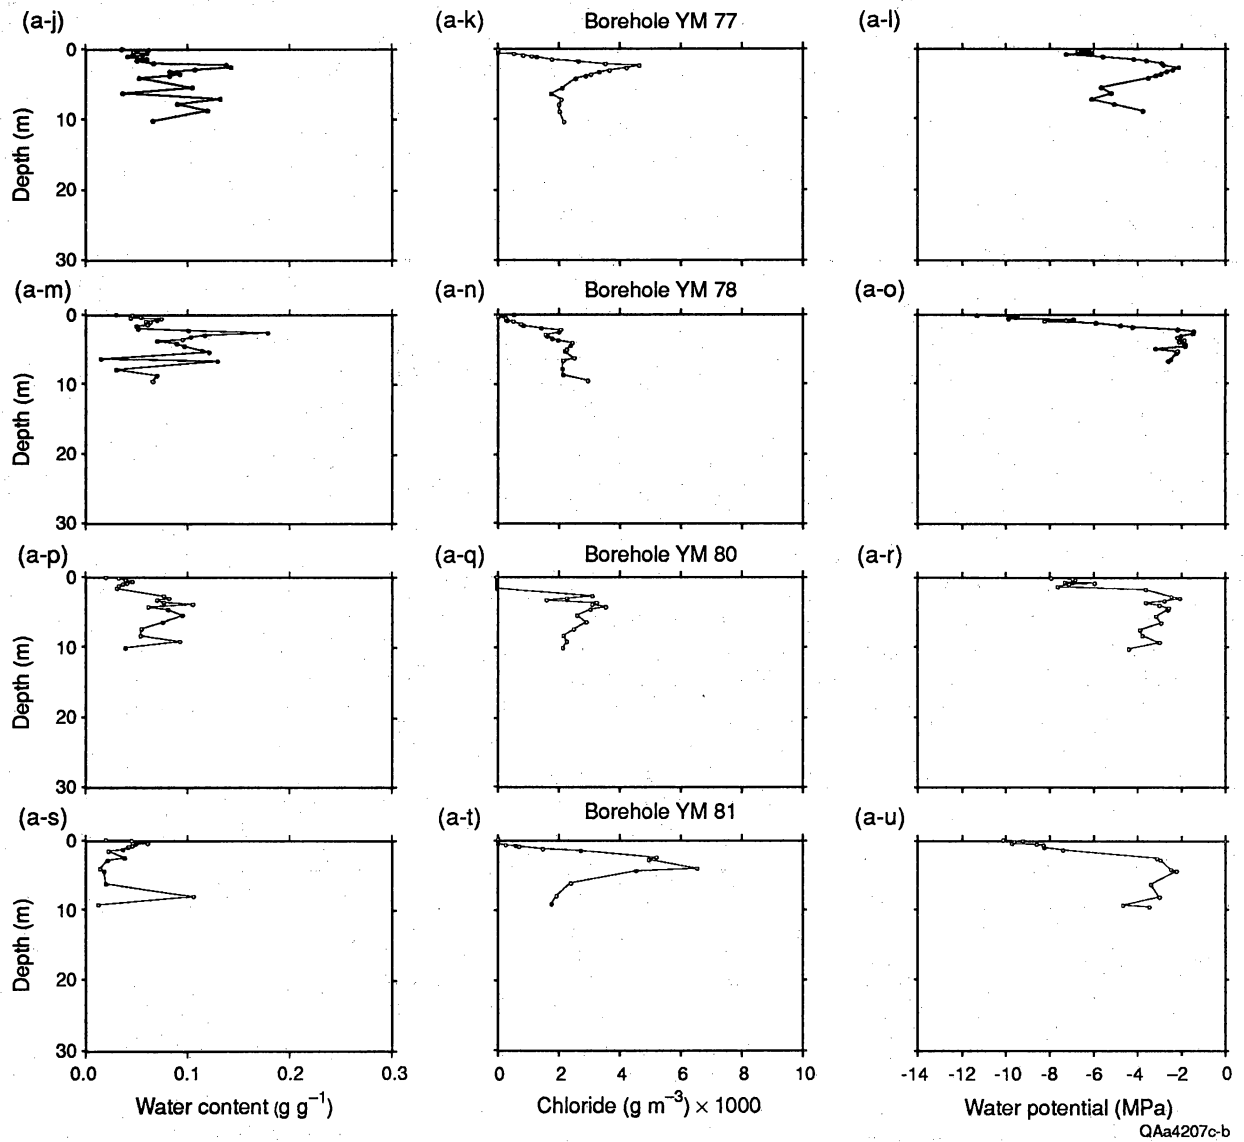 (a-j) (a-k) Borehole YM 77 (a-l)
0
10
20
30
Depth (m)
(a-m) (a-n) Borehole YM 78 (a-o)
0
10
20
30
Depth (m)
(a-p) (a-q) Borehole YM 80 (a-r)
0
10
20
30
Depth (m)
(a-s) (a-t) Borehole YM 81 (a-u)
0
10
20
30
Depth (m)
0.0 0.1 0.2 0.3 0 2 4 6 8 10 -14 -12 -10 -8 -6 -4 -2 0
Water content (g g⁻¹) Chloride (g m⁻³) × 1000 Water potential (MPa)
QAa4207c-b